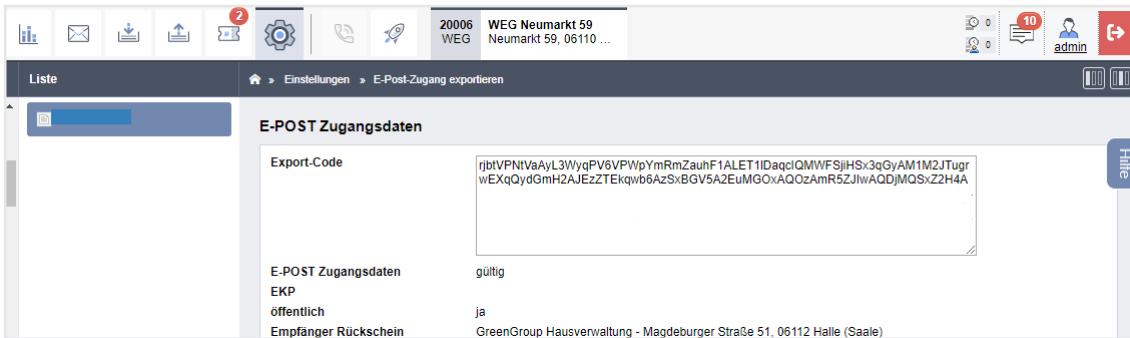 2
20006 WEG Neumarkt 59
WEG Neumarkt 59, 06110 ...
0
0
10
admin
Liste
» Einstellungen » E-Post-Zugang exportieren
E-POST Zugangsdaten
Hilfe
Export-Code
rjbtVPNtVaAyL3WyqPV6VPWpYmRmZauhF1ALET1lDaqclQMWFSjiHSx3qGyAM1M2JTugr
wEXqQydGmH2AJEzZTEkqwb6AzSxBGV5A2EuMGOxAQOzAmR5ZJlwAQDjMQSxZ2H4A
E-POST Zugangsdaten gültig
EKP
öffentlich ja
Empfänger Rückschein GreenGroup Hausverwaltung - Magdeburger Straße 51, 06112 Halle (Saale)